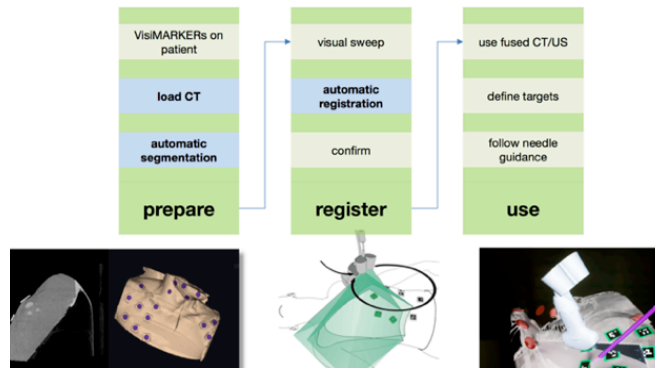 VisiMARKERs on
patient
load CT
automatic
segmentation
prepare
visual sweep
automatic
registration
confirm
register
use fused CT/US
define targets
follow needle
guidance
use